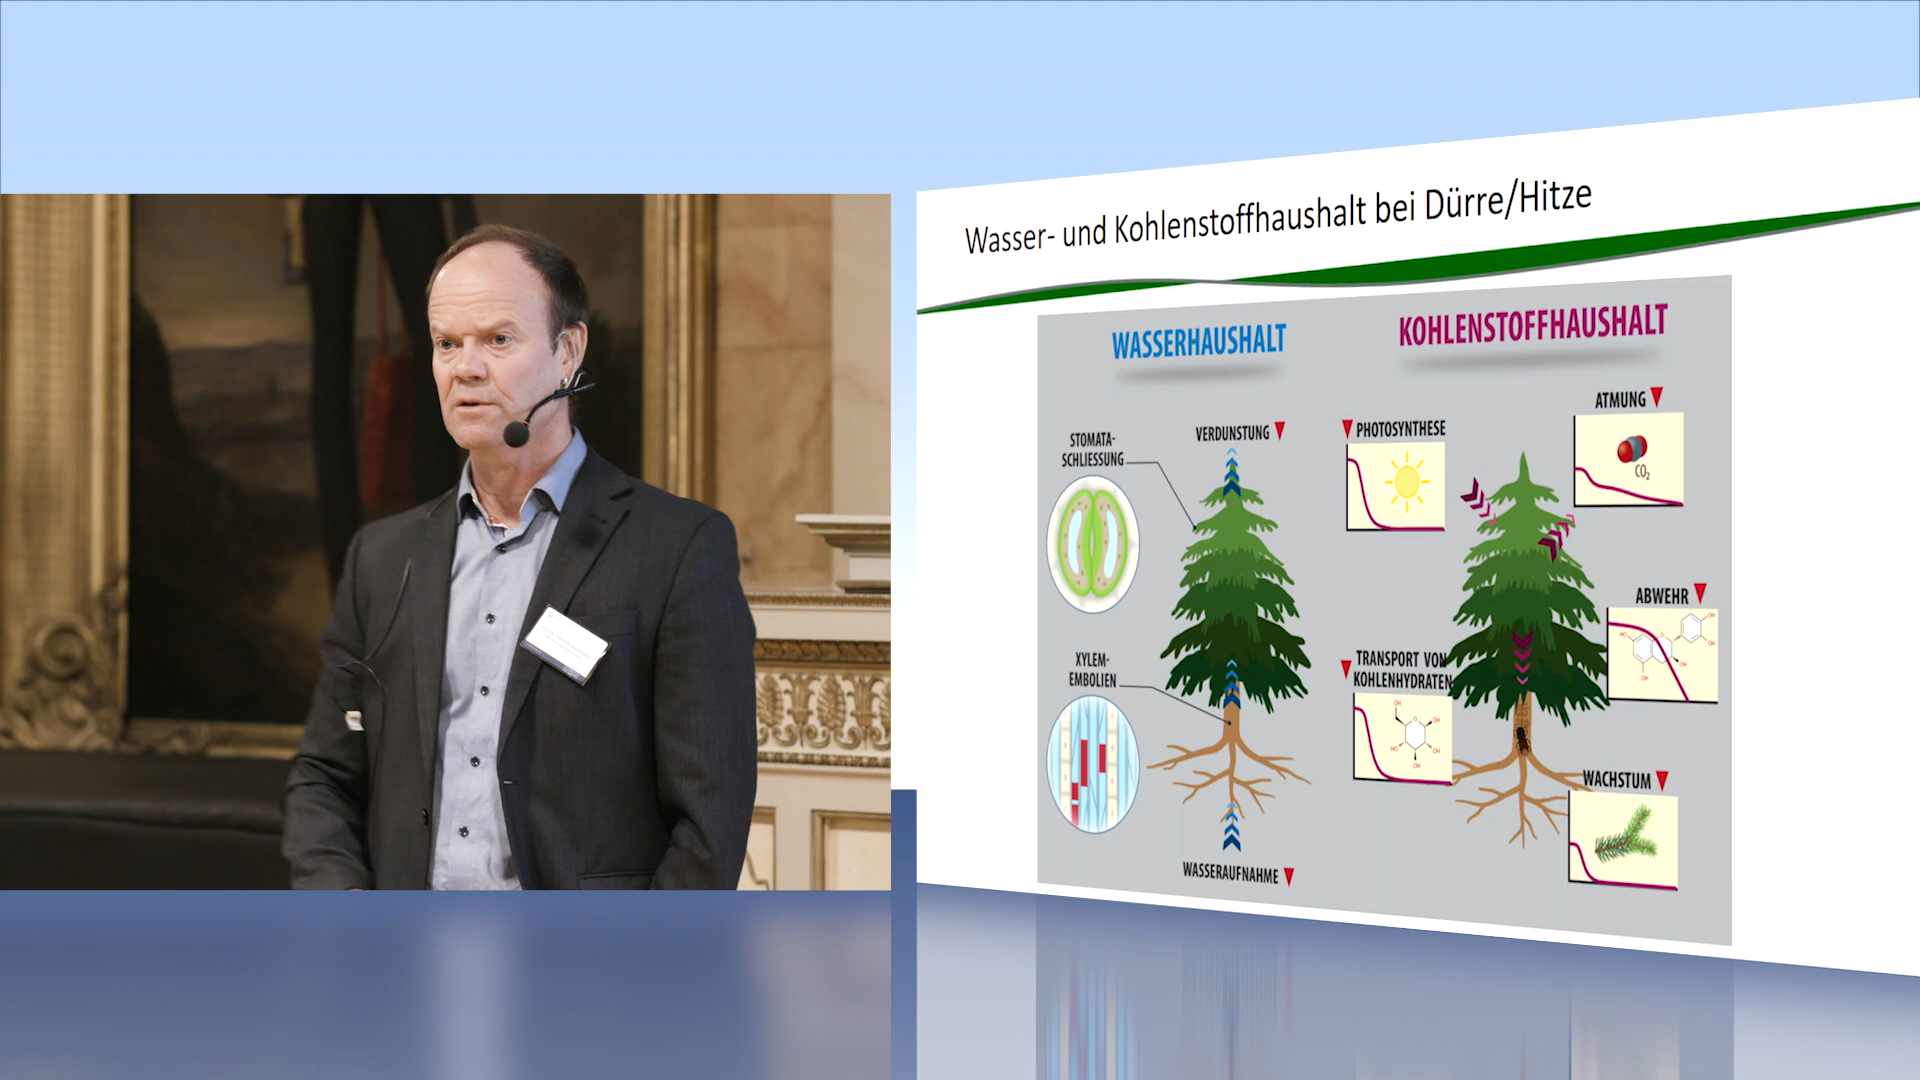 Wasser- und Kohlenstoffhaushalt bei Dürre/Hitze
WASSERHAUSHALT
KOHLENSTOFFHAUSHALT
STOMATA-
SCHLIESSUNG
VERDUNSTUNG
XYLEM-
EMBOLIEN
WASSERAUFNAHME
PHOTOSYNTHESE
ATMUNG
CO2
ABWEHR
TRANSPORT VON
KOHLENHYDRATEN
WACHSTUM